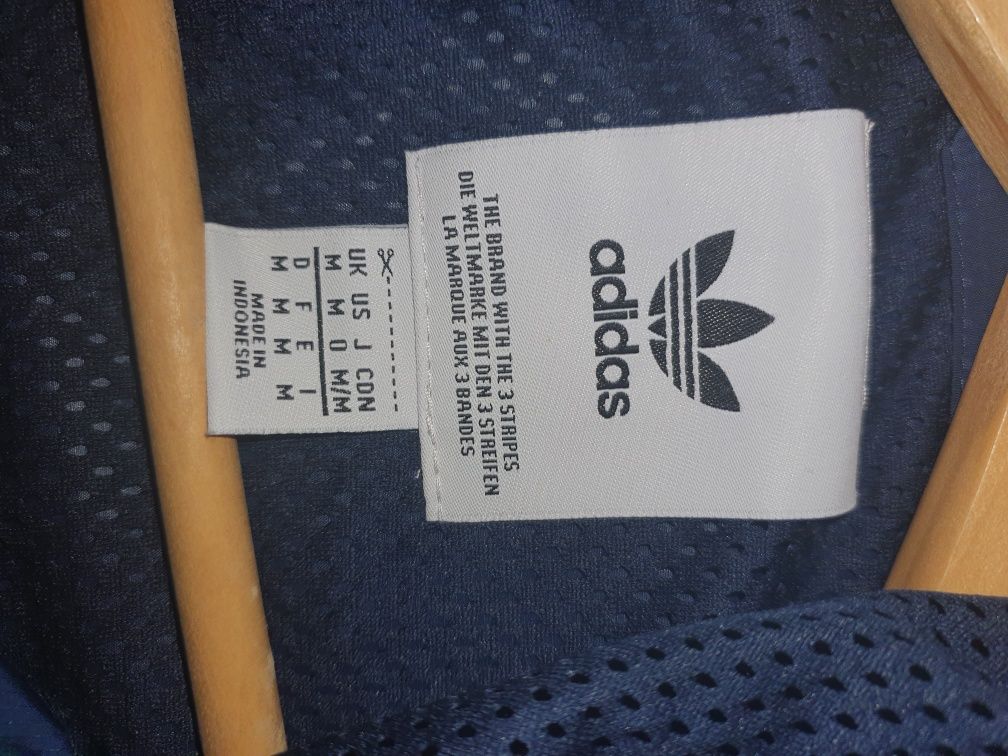 adidas
THE BRAND WITH THE 3 STRIPES
DIE WELTMARKE MIT DEN 3 STREIFEN
LA MARQUE AUX 3 BANDES
UK US J CDN
M M O M/M
D F E I
M M M M
MADE IN
INDONESIA